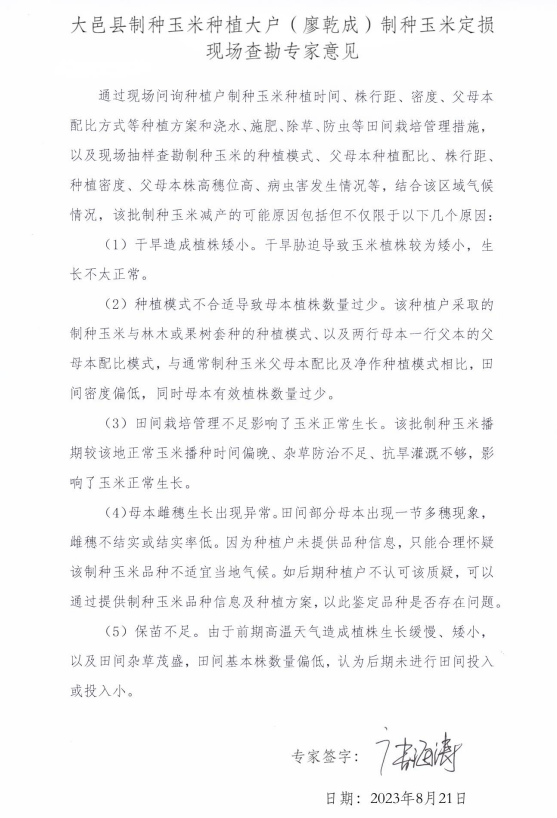 大邑县制种玉米种植大户（廖乾成）制种玉米定损
现场查勘专家意见
通过现场问询种植户制种玉米种植时间、株行距、密度、父母本
配比方式等种植方案和浇水、施肥、除草、防虫等田间栽培管理措施，
以及现场抽样查勘制种玉米的种植模式、父母本种植配比、株行距、
种植密度、父母本株高穗位高、病虫害发生情况等，结合该区域气候
情况，该批制种玉米减产的可能原因包括但不仅限于以下几个原因：
（1）干旱造成植株矮小。干旱胁迫导致玉米植株较为矮小，生
长不太正常。
（2）种植模式不合适导致母本植株数量过少。该种植户采取的
制种玉米与林木或果树套种的种植模式、以及两行母本一行父本的父
母本配比模式，与通常制种玉米父母本配比及净作种植模式相比，田
间密度偏低，同时母本有效植株数量过少。
（3）田间栽培管理不足影响了玉米正常生长。该批制种玉米播
期较该地正常玉米播种时间偏晚、杂草防治不足、抗旱灌溉不够，影
响了玉米正常生长。
（4）母本雌穗生长出现异常。田间部分母本出现一节多穗现象，
雌穗不结实或结实率低。因为种植户未提供品种信息，只能合理怀疑
该制种玉米品种不适宜当地气候。如后期种植户不认可该质疑，可以
通过提供制种玉米品种信息及种植方案，以此鉴定品种是否存在问题。
（5）保苗不足。由于前期高温天气造成植株生长缓慢、矮小，
以及田间杂草茂盛，田间基本株数量偏低，认为后期未进行田间投入
或投入小。
专家签字：
日期：2023年8月21日